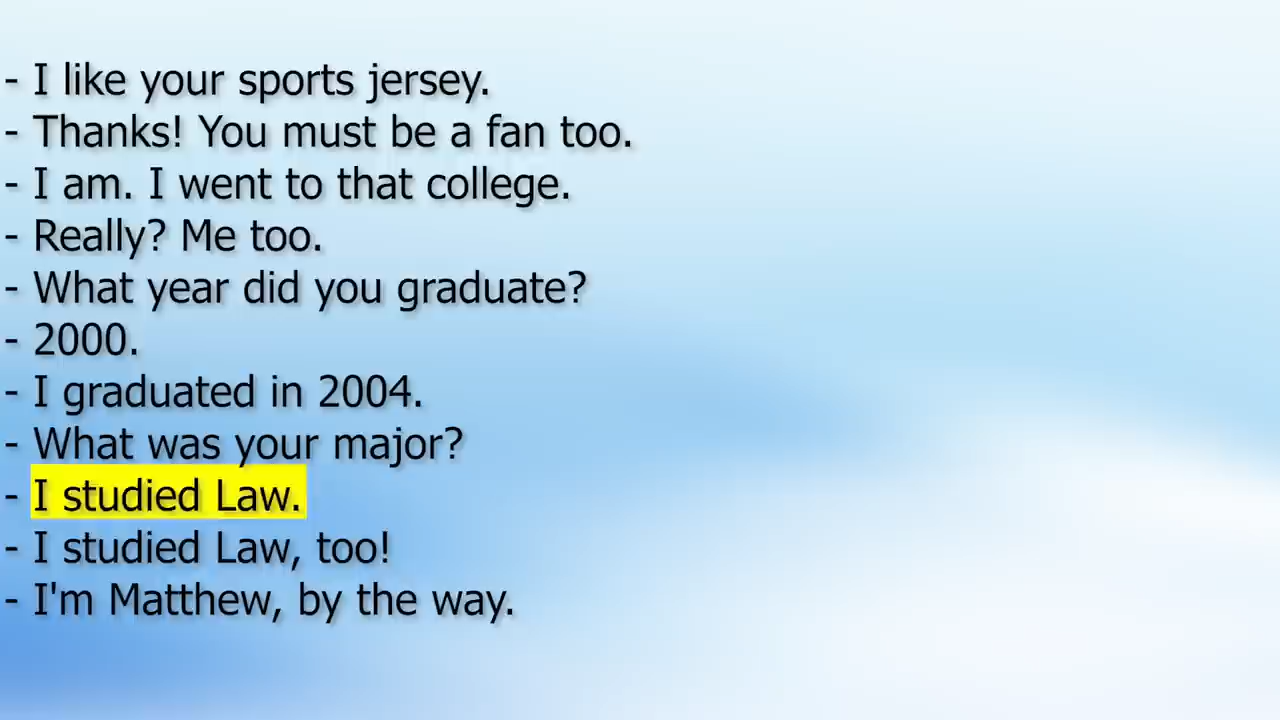 - I like your sports jersey.
- Thanks! You must be a fan too.
- I am. I went to that college.
- Really? Me too.
- What year did you graduate?
- 2000.
- I graduated in 2004.
- What was your major?
- I studied Law.
- I studied Law, too!
- I'm Matthew, by the way.